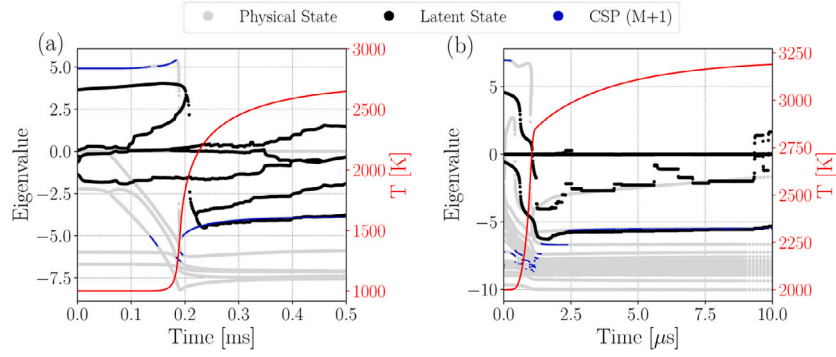 Physical State Latent State CSP (M+1)
(a)
Eigenvalue
5.0
2.5
0.0
-2.5
-5.0
-7.5
0.0 0.1 0.2 0.3 0.4 0.5
Time [ms]
3000
2500
2000
1500
1000
T [K]
(b)
Eigenvalue
5
0
-5
-10
0.0 2.5 5.0 7.5 10.0
Time [μs]
3250
3000
2750
2500
2250
2000
T [K]